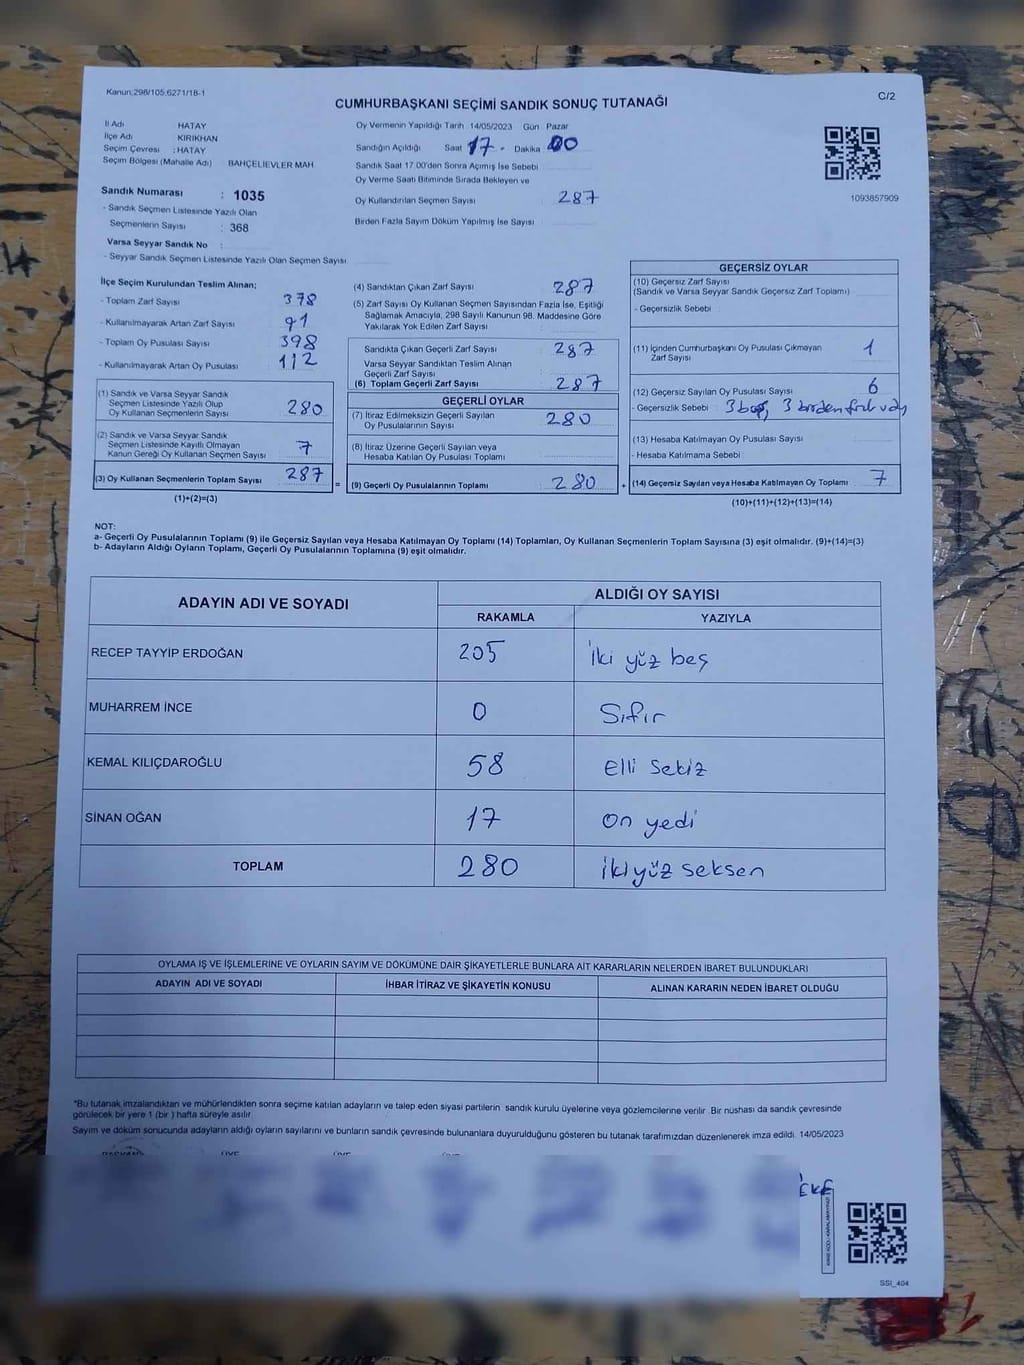 Kanun:298/105.6271/18-1
CUMHURBAŞKANI SEÇİMİ SANDIK SONUÇ TUTANAĞI
C/2
İl Adı HATAY
İlçe Adı KIRIKHAN
Seçim Çevresi :HATAY
Seçim Bölgesi (Mahalle Adı) BAHÇELİEVLER MAH
Sandık Numarası : 1035
- Sandık Seçmen Listesinde Yazılı Olan
Seçmenlerin Sayısı : 368
Varsa Seyyar Sandık No :
- Seyyar Sandık Seçmen Listesinde Yazılı Olan Seçmen Sayısı
Oy Vermenin Yapıldığı Tarih 14/05/2023 Gün Pazar
Sandığın Açıldığı Saat 17 - Dakika 00
Sandık Saat 17.00'den Sonra Açımış İse Sebebi
Oy Verme Saati Bitiminde Sırada Bekleyen ve
Oy Kullandırılan Seçmen Sayısı 287
Birden Fazla Sayım Döküm Yapılmış İse Sayısı
1093857909
İlçe Seçim Kurulundan Teslim Alınan;
- Toplam Zarf Sayısı 378
- Kullanılmayarak Artan Zarf Sayısı 91
- Toplam Oy Pusulası Sayısı 398
- Kullanılmayarak Artan Oy Pusulası 112
(1) Sandık ve Varsa Seyyar Sandık
Seçmen Listesinde Yazılı Olup
Oy Kullanan Seçmenlerin Sayısı 280
(2) Sandık ve Varsa Seyyar Sandık
Seçmen Listesinde Kayıtlı Olmayan
Kanun Gereği Oy Kullanan Seçmen Sayısı 7
(3) Oy Kullanan Seçmenlerin Toplam Sayısı 287
(1)+(2)=(3)
(4) Sandıktan Çıkan Zarf Sayısı 287
(5) Zarf Sayısı Oy Kullanan Seçmen Sayısından Fazla İse, Eşitliği
Sağlamak Amacıyla, 298 Sayılı Kanunun 98. Maddesine Göre
Yakılarak Yok Edilen Zarf Sayısı
Sandıkta Çıkan Geçerli Zarf Sayısı 287
Varsa Seyyar Sandıktan Teslim Alınan
Geçerli Zarf Sayısı
(6) Toplam Geçerli Zarf Sayısı 287
GEÇERLİ OYLAR
(7) İtiraz Edilmeksizin Geçerli Sayılan
Oy Pusulalarının Sayısı 280
(8) İtiraz Üzerine Geçerli Sayılan veya
Hesaba Katılan Oy Pusulası Toplamı
= (9) Geçerli Oy Pusulalarının Toplamı 280 +
GEÇERSİZ OYLAR
(10) Geçersiz Zarf Sayısı
(Sandık ve Varsa Seyyar Sandık Geçersiz Zarf Toplamı)
- Geçersizlik Sebebi
(11) İçinden Cumhurbaşkanı Oy Pusulası Çıkmayan
Zarf Sayısı 1
(12) Geçersiz Sayılan Oy Pusulası Sayısı 6
- Geçersizlik Sebebi 3 boş, 3 birden fazla
(13) Hesaba Katılmayan Oy Pusulası Sayısı
- Hesaba Katılmama Sebebi
(14) Geçersiz Sayılan veya Hesaba Katılmayan Oy Toplamı 7
(10)+(11)+(12)+(13)=(14)
NOT:
a- Geçerli Oy Pusulalarının Toplamı (9) ile Geçersiz Sayılan veya Hesaba Katılmayan Oy Toplamı (14) Toplamları, Oy Kullanan Seçmenlerin Toplam Sayısına (3) eşit olmalıdır. (9)+(14)=(3)
b- Adayların Aldığı Oyların Toplamı, Geçerli Oy Pusulalarının Toplamına (9) eşit olmalıdır.
ADAYIN ADI VE SOYADI ALDIĞI OY SAYISI
RAKAMLA YAZIYLA
RECEP TAYYİP ERDOĞAN 205 İki yüz beş
MUHARREM İNCE 0 Sıfır
KEMAL KILIÇDAROĞLU 58 Elli Sekiz
SİNAN OĞAN 17 On yedi
TOPLAM 280 İkiyüz seksen
OYLAMA İŞ VE İŞLEMLERİNE VE OYLARIN SAYIM VE DÖKÜMÜNE DAİR ŞİKAYETLERLE BUNLARA AİT KARARLARIN NELERDEN İBARET BULUNDUKLARI
ADAYIN ADI VE SOYADI İHBAR İTİRAZ VE ŞİKAYETİN KONUSU ALINAN KARARIN NEDEN İBARET OLDUĞU
*Bu tutanak imzalandıktan ve mühürlendikten sonra seçime katılan adayların ve talep eden siyasi partilerin sandık kurulu üyelerine veya gözlemcilerine verilir. Bir nüshası da sandık çevresinde
görülecek bir yere 1 (bir ) hafta süreyle asılır.
Sayım ve döküm sonucunda adayların aldığı oyların sayılarını ve bunların sandık çevresinde bulunanlara duyurulduğunu gösteren bu tutanak tarafımızdan düzenlenerek imza edildi. 14/05/2023
SSİ_404